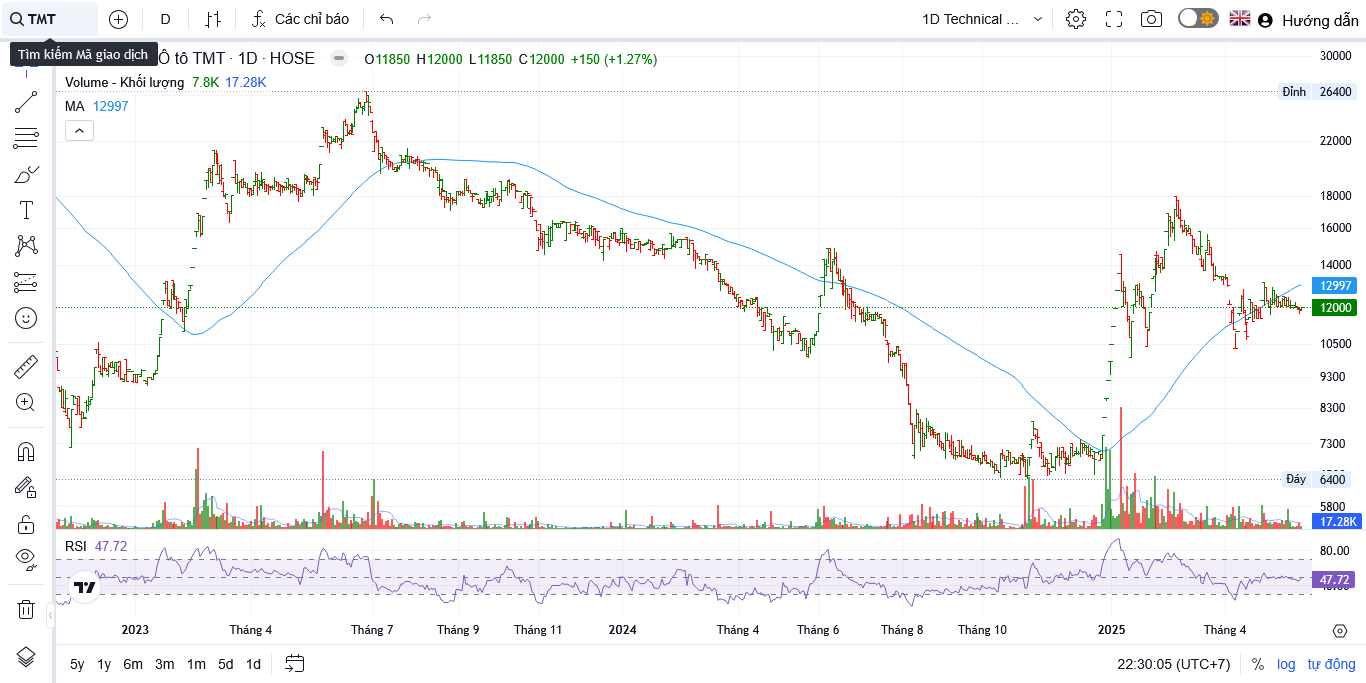 TMT D Các chỉ báo 1D Technical ... Hướng dẫn
Tìm kiếm Mã giao dịch Ô tô TMT · 1D · HOSE O11850 H12000 L11850 C12000 +150 (+1.27%)
Volume - Khối lượng 7.8K 17.28K
MA 12997
30000
Đỉnh 26400
22000
18000
16000
14000
12997
12000
10500
9300
8300
7300
Đáy 6400
5800
17.28K
RSI 47.72
80.00
47.72
2023 Tháng 4 Tháng 7 Tháng 9 Tháng 11 2024 Tháng 4 Tháng 6 Tháng 8 Tháng 10 2025 Tháng 4
5y 1y 6m 3m 1m 5d 1d 22:30:05 (UTC+7) % log tự động